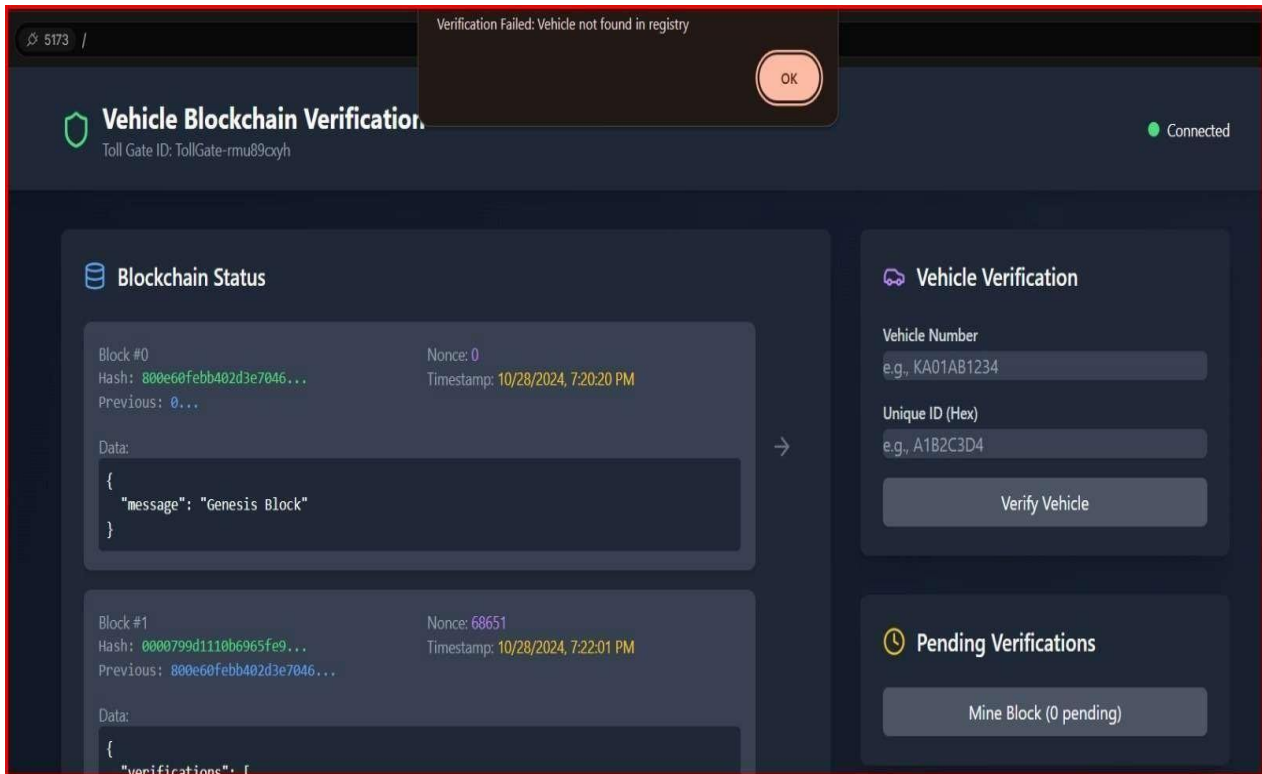 Verification Failed: Vehicle not found in registry
OK
5173 /
Vehicle Blockchain Verification
Toll Gate ID: TollGate-rmu89cxyh
Connected
Blockchain Status
Block #0
Hash: 800e60febb402d3e7046...
Previous: 0...
Nonce: 0
Timestamp: 10/28/2024, 7:20:20 PM
Data:
{
"message": "Genesis Block"
}
Block #1
Hash: 0000799d1110b6965fe9...
Previous: 800e60febb402d3e7046...
Nonce: 68651
Timestamp: 10/28/2024, 7:22:01 PM
Data:
{
"verifications": [
Vehicle Verification
Vehicle Number
e.g., KA01AB1234
Unique ID (Hex)
e.g., A1B2C3D4
Verify Vehicle
Pending Verifications
Mine Block (0 pending)